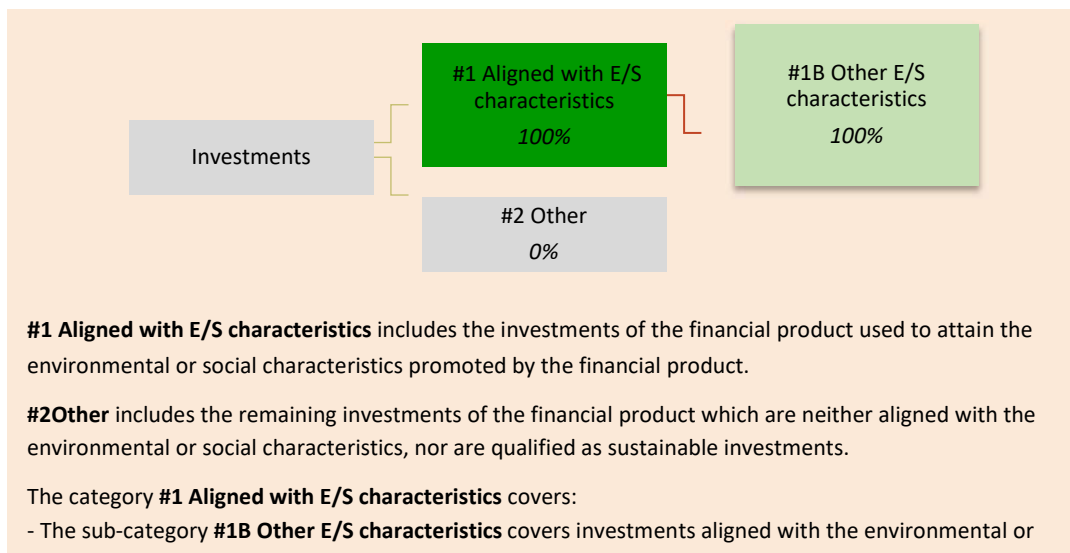 #1 Aligned with E/S
characteristics
100%
#1B Other E/S
characteristics
100%
Investments
#2 Other
0%
#1 Aligned with E/S characteristics includes the investments of the financial product used to attain the
environmental or social characteristics promoted by the financial product.
#2Other includes the remaining investments of the financial product which are neither aligned with the
environmental or social characteristics, nor are qualified as sustainable investments.
The category #1 Aligned with E/S characteristics covers:
- The sub-category #1B Other E/S characteristics covers investments aligned with the environmental or